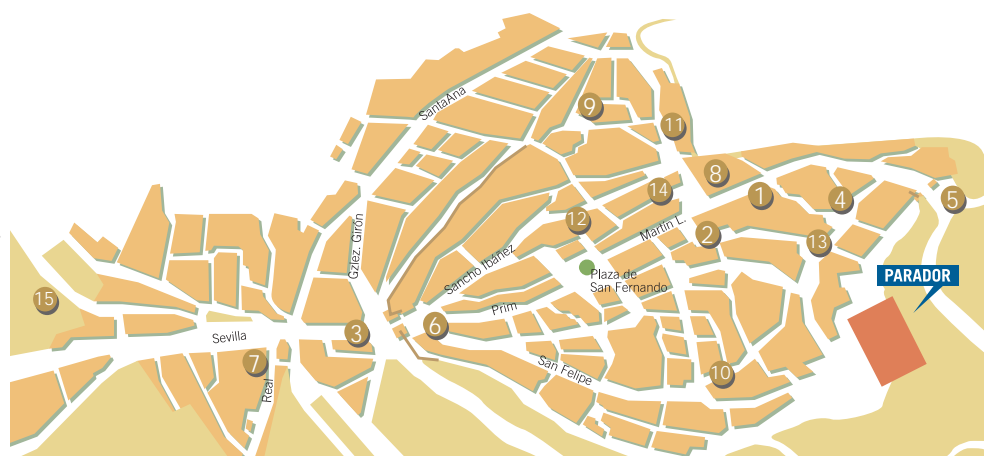 SantaAna
9
11
8
14
1
4
5
Gzlez. Girón
12
Martín L.
2
13
Sancho Ibáñez
Plaza de
San Fernando
PARADOR
15
Prim
6
3
Sevilla
7
Real
San Felipe
10